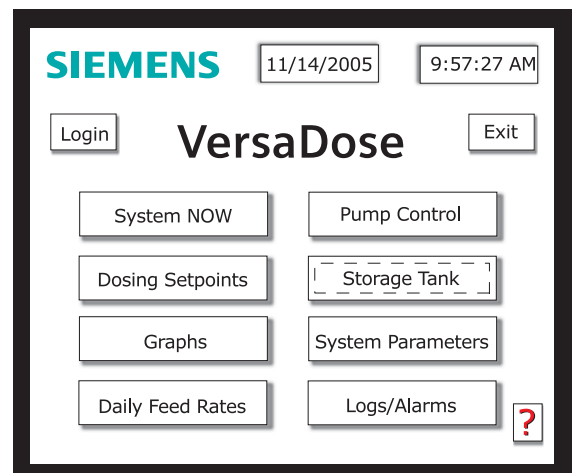 SIEMENS 11/14/2005 9:57:27 AM
Login VersaDose Exit
System NOW Pump Control
Dosing Setpoints Storage Tank
Graphs System Parameters
Daily Feed Rates Logs/Alarms
?